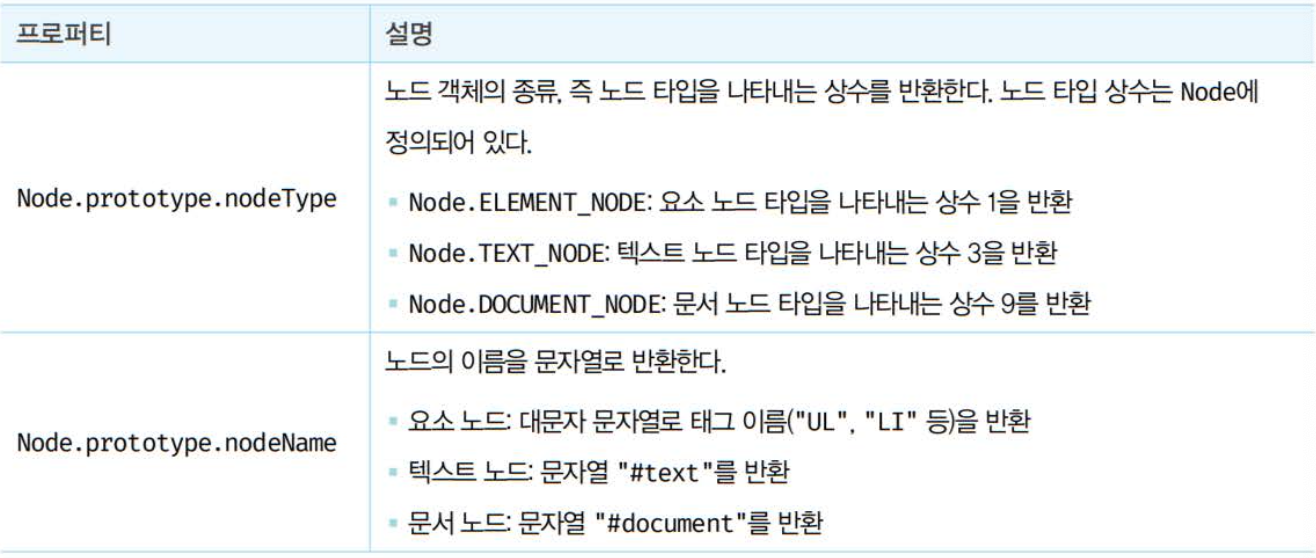 프로퍼티
설명
Node.prototype.nodeType
노드 객체의 종류, 즉 노드 타입을 나타내는 상수를 반환한다. 노드 타입 상수는 Node에
정의되어 있다.
▪ Node.ELEMENT_NODE: 요소 노드 타입을 나타내는 상수 1을 반환
▪ Node.TEXT_NODE: 텍스트 노드 타입을 나타내는 상수 3을 반환
▪ Node.DOCUMENT_NODE: 문서 노드 타입을 나타내는 상수 9를 반환
Node.prototype.nodeName
노드의 이름을 문자열로 반환한다.
▪ 요소 노드: 대문자 문자열로 태그 이름("UL", "LI" 등)을 반환
▪ 텍스트 노드: 문자열 "#text"를 반환
▪ 문서 노드: 문자열 "#document"를 반환